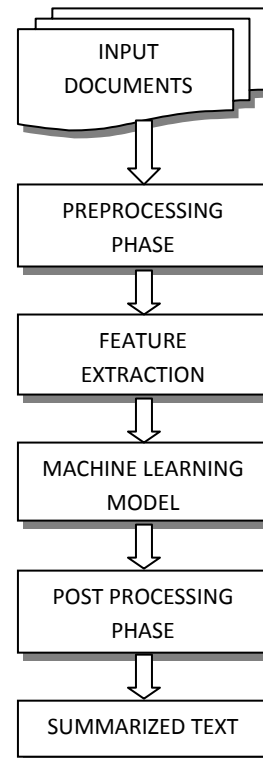 INPUT
DOCUMENTS
PREPROCESSING
PHASE
FEATURE
EXTRACTION
MACHINE LEARNING
MODEL
POST PROCESSING
PHASE
SUMMARIZED TEXT